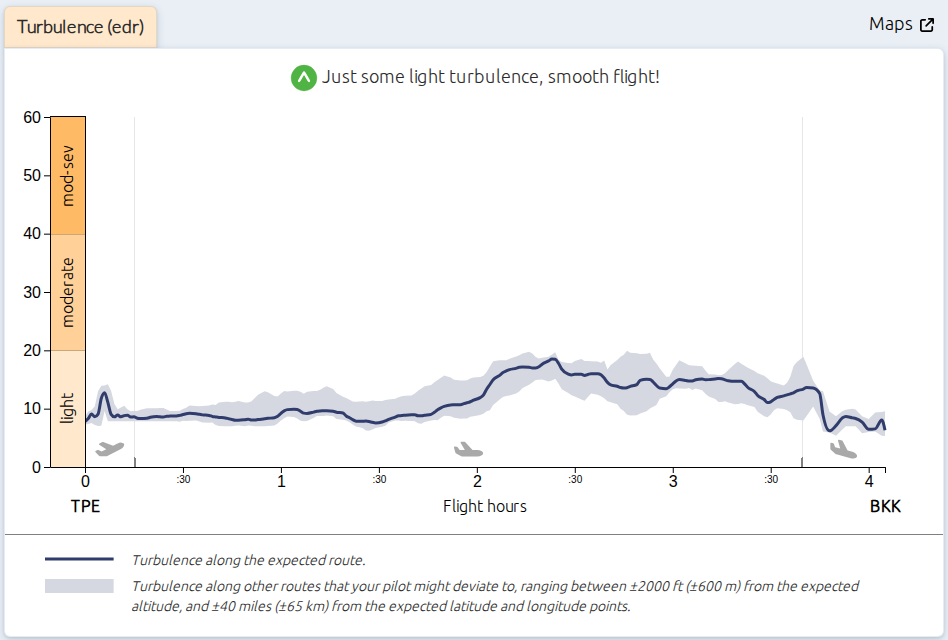 Turbulence (edr)
Maps
Just some light turbulence, smooth flight!
60
50
40
30
20
10
0
mod-sev
moderate
light
0 :30 1 :30 2 :30 3 :30 4
TPE Flight hours BKK
Turbulence along the expected route.
Turbulence along other routes that your pilot might deviate to, ranging between ±2000 ft (±600 m) from the expected
altitude, and ±40 miles (±65 km) from the expected latitude and longitude points.